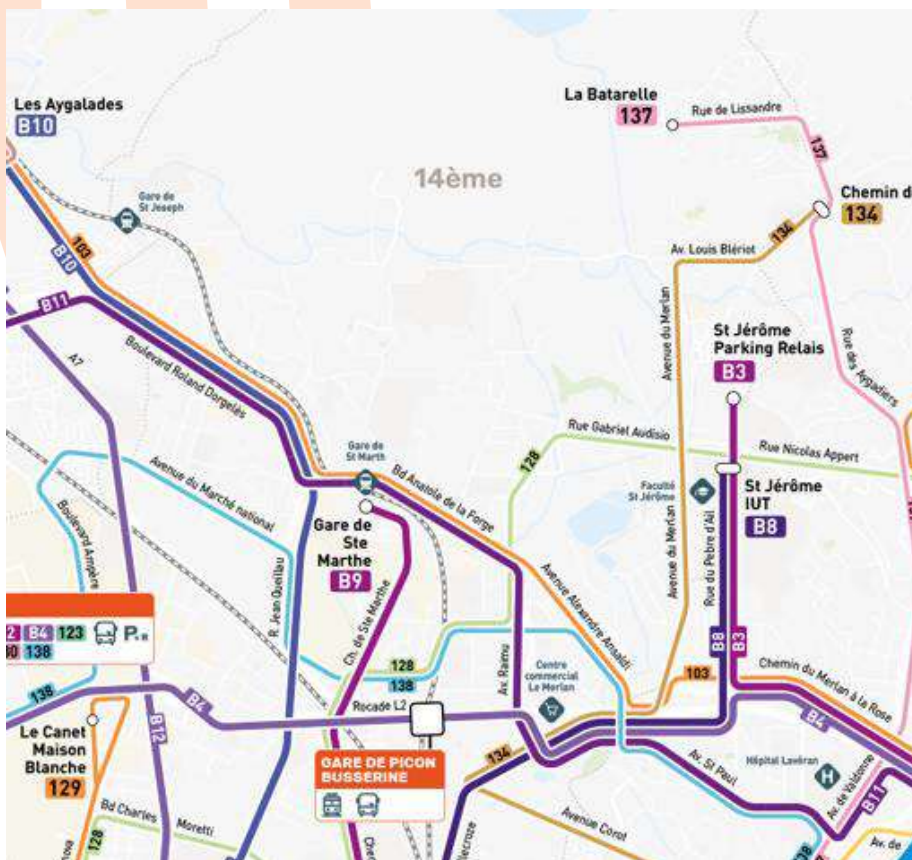 Les Aygalades
B10
La Batarelle
137
Rue de Lissandre
137
14ème
Gare de
St Joseph
Chemin d
134
134
Av. Louis Blériot
103
B10
B11
A7
Boulevard Roland Dorgelès
Avenue du Merlan
St Jérôme
Parking Relais
B3
Rue des Aygadiers
Rue Gabriel Audisio
Rue Nicolas Appert
128
Gare de
St Marth
Bd Anatole de la Forge
Avenue du Marché national
Boulevard Ampère
Faculté
St Jérôme
St Jérôme
IUT
B8
Gare de
Ste
Marthe
B9
Avenue du Merlan
Rue du Pèbre d'Ail
R. Jean Queillau
Ch. de Ste Marthe
Avenue Alexandre Ansaldi
Av. Raimu
B8
B3
2 B4 123 P.R
30 138
128
138
Centre
commercial
Le Merlan
103
Chemin du Merlan à la Rose
138
B4
Rocade L2
B4
B12
Le Canet
Maison
Blanche
129
GARE DE PICON
BUSSERINE
134
Av. St Paul
Hôpital Lavéran
H
Av. de Valdonne
B11
Bd Charles
Moretti
128
Avenue Corot
Av. de